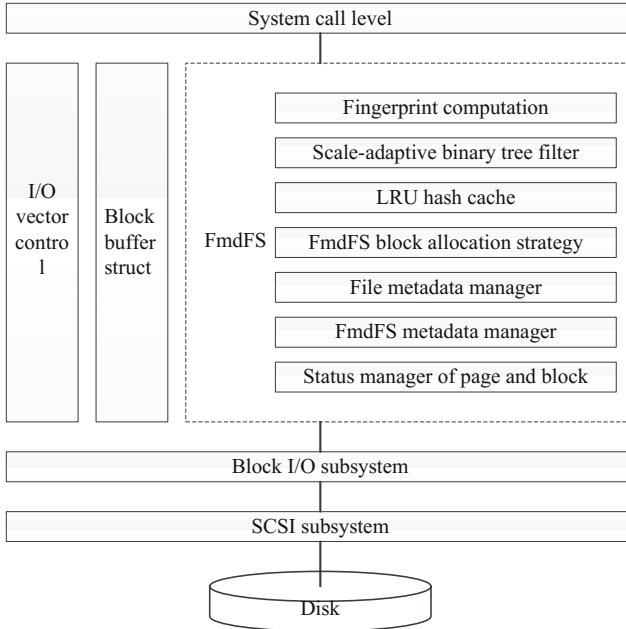 System call level
I/O
vector
contro
l
Block
buffer
struct
FmdFS
Fingerprint computation
Scale-adaptive binary tree filter
LRU hash cache
FmdFS block allocation strategy
File metadata manager
FmdFS metadata manager
Status manager of page and block
Block I/O subsystem
SCSI subsystem
Disk